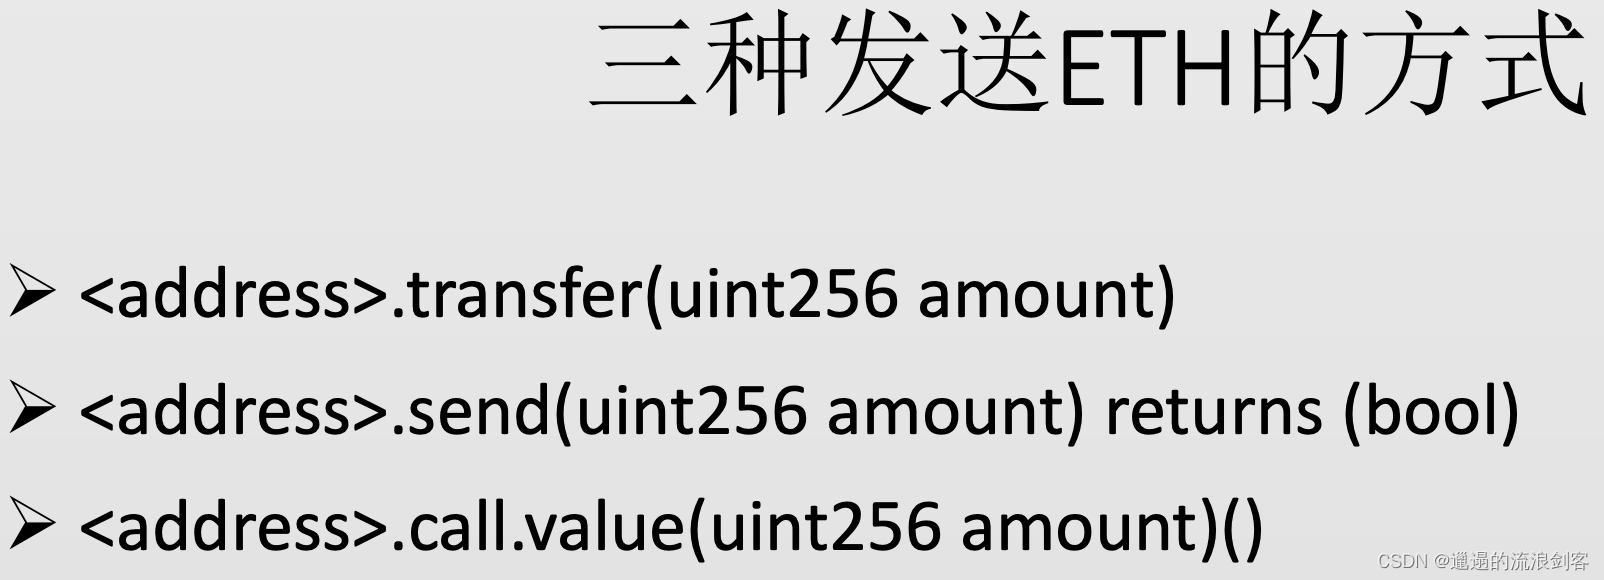 三种发送ETH的方式
➢ <address>.transfer(uint256 amount)
➢ <address>.send(uint256 amount) returns (bool)
➢ <address>.call.value(uint256 amount)()
CSDN @邋遢的流浪剑客